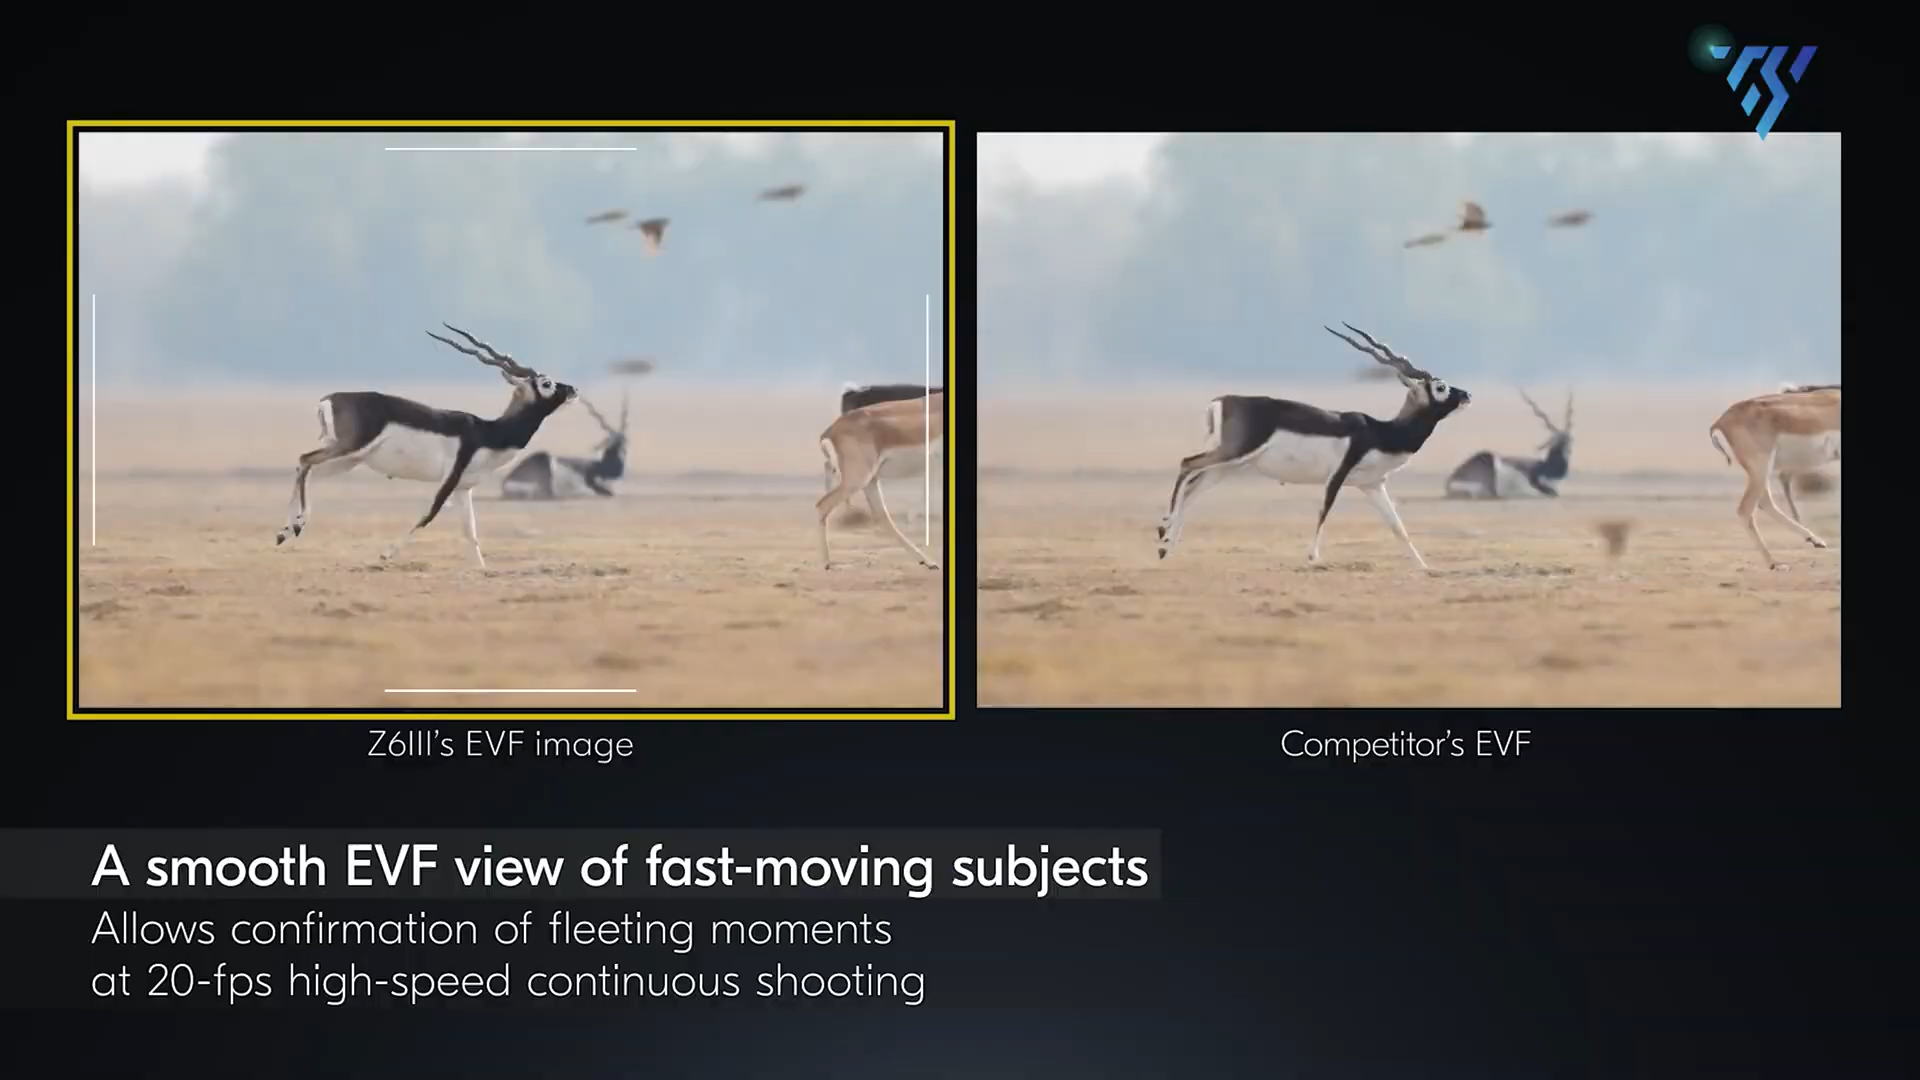 Z6III's EVF image
Competitor's EVF
A smooth EVF view of fast-moving subjects
Allows confirmation of fleeting moments
at 20-fps high-speed continuous shooting